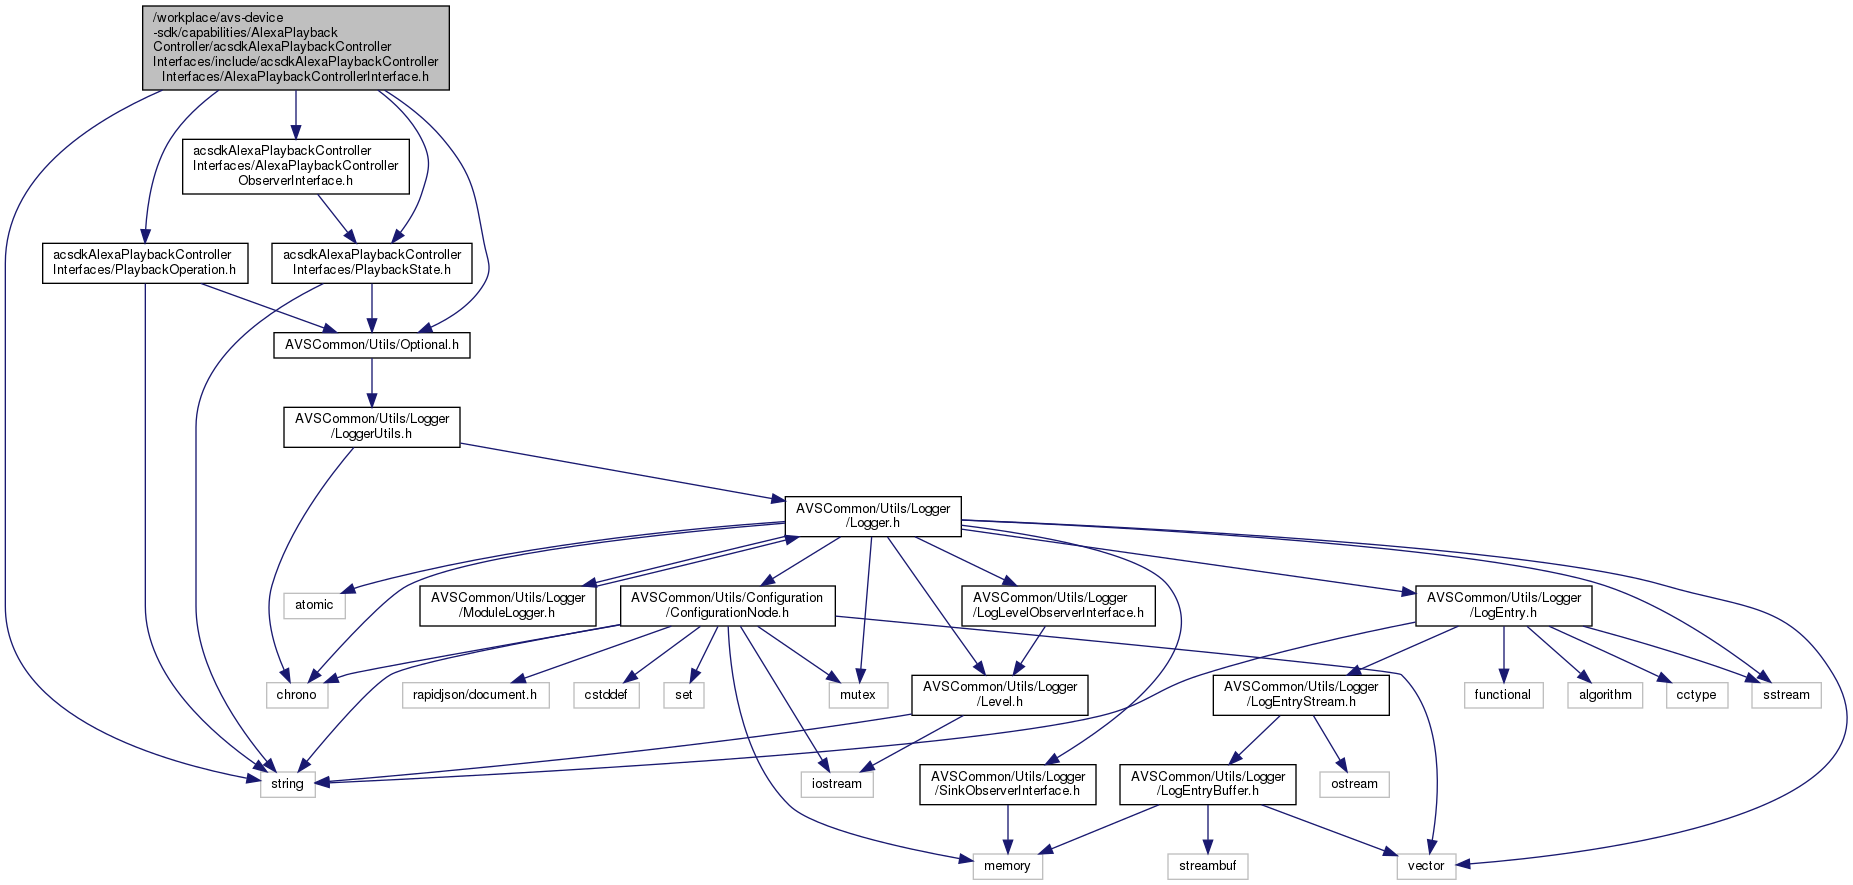 /workplace/avs-device
-sdk/capabilities/AlexaPlayback
Controller/acsdkAlexaPlaybackController
Interfaces/include/acsdkAlexaPlaybackController
Interfaces/AlexaPlaybackControllerInterface.h
acsdkAlexaPlaybackController
Interfaces/AlexaPlaybackController
ObserverInterface.h
acsdkAlexaPlaybackController
Interfaces/PlaybackOperation.h
acsdkAlexaPlaybackController
Interfaces/PlaybackState.h
AVSCommon/Utils/Optional.h
AVSCommon/Utils/Logger
/LoggerUtils.h
AVSCommon/Utils/Logger
/Logger.h
atomic
AVSCommon/Utils/Logger
/ModuleLogger.h
AVSCommon/Utils/Configuration
/ConfigurationNode.h
AVSCommon/Utils/Logger
/LogLevelObserverInterface.h
AVSCommon/Utils/Logger
/LogEntry.h
chrono
rapidjson/document.h
cstddef
set
mutex
AVSCommon/Utils/Logger
/Level.h
AVSCommon/Utils/Logger
/LogEntryStream.h
functional
algorithm
cctype
sstream
string
iostream
AVSCommon/Utils/Logger
/SinkObserverInterface.h
AVSCommon/Utils/Logger
/LogEntryBuffer.h
ostream
memory
streambuf
vector